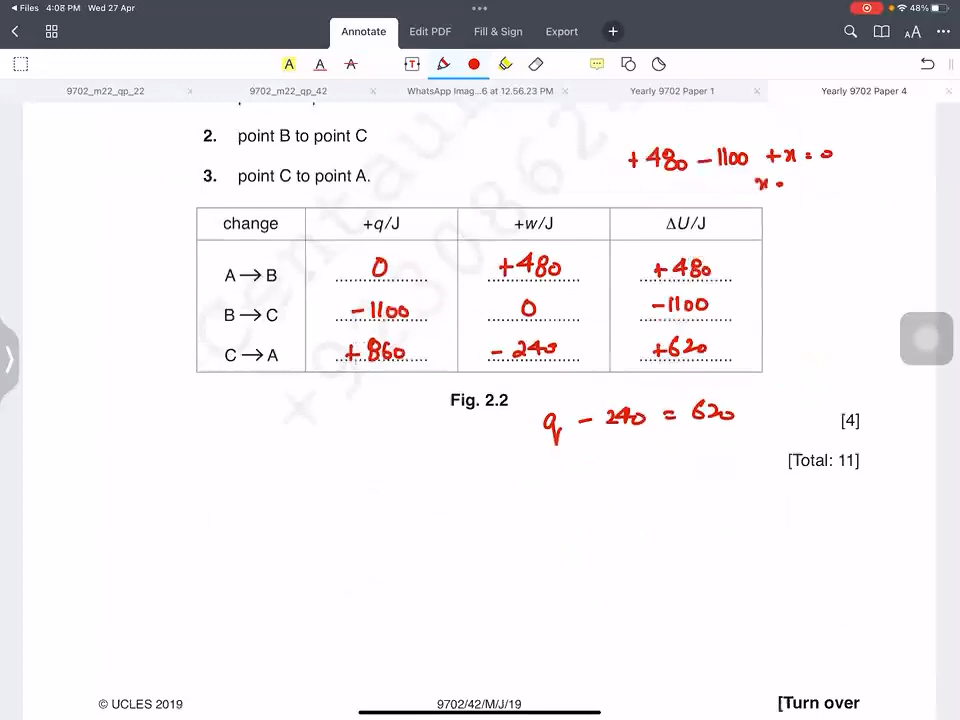 Files 4:08 PM Wed 27 Apr 48%
Annotate Edit PDF Fill & Sign Export
9702_m22_qp_22 9702_m22_qp_42 WhatsApp Imag...6 at 12.56.23 PM Yearly 9702 Paper 1 Yearly 9702 Paper 4
2. point B to point C
+480 -1100 +x = 0
3. point C to point A.
x =
change +q/J +w/J ΔU/J
A → B 0 +480 +480
B → C -1100 0 -1100
C → A +860 -240 +620
Fig. 2.2
q - 240 = 620
[4]
[Total: 11]
© UCLES 2019 9702/42/M/J/19 [Turn over